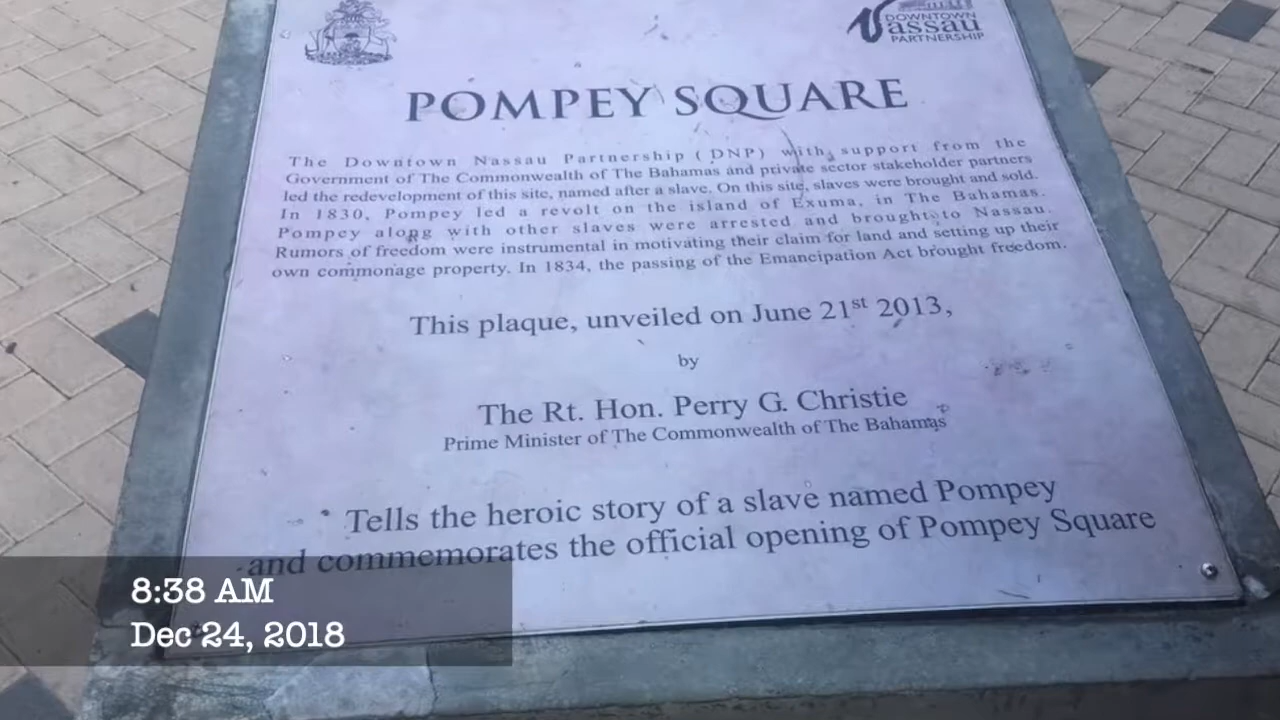 DOWNTOWN
Nassau
PARTNERSHIP
POMPEY SQUARE
The Downtown Nassau Partnership (DNP) with support from the
Government of The Commonwealth of The Bahamas and private sector stakeholder partners
led the redevelopment of this site, named after a slave. On this site, slaves were brought and sold.
In 1830, Pompey led a revolt on the island of Exuma, in The Bahamas.
Pompey along with other slaves were arrested and brought to Nassau.
Rumors of freedom were instrumental in motivating their claim for land and setting up their
own commonage property. In 1834, the passing of the Emancipation Act brought freedom.
This plaque, unveiled on June 21st 2013,
by
The Rt. Hon. Perry G. Christie
Prime Minister of The Commonwealth of The Bahamas
Tells the heroic story of a slave named Pompey
and commemorates the official opening of Pompey Square
8:38 AM
Dec 24, 2018